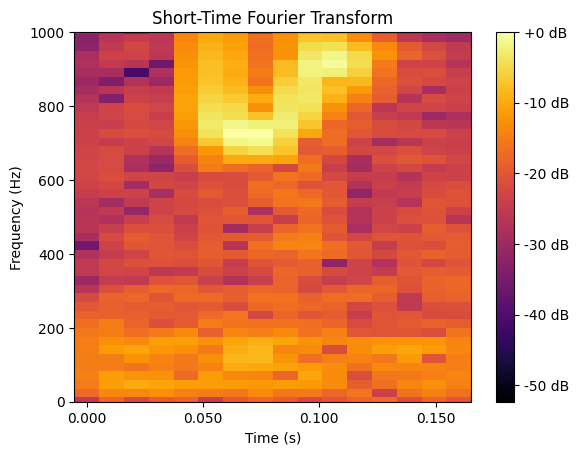 Short-Time Fourier Transform
1000
800
600
400
200
0
Frequency (Hz)
0.000
0.050
0.100
0.150
Time (s)
+0 dB
-10 dB
-20 dB
-30 dB
-40 dB
-50 dB